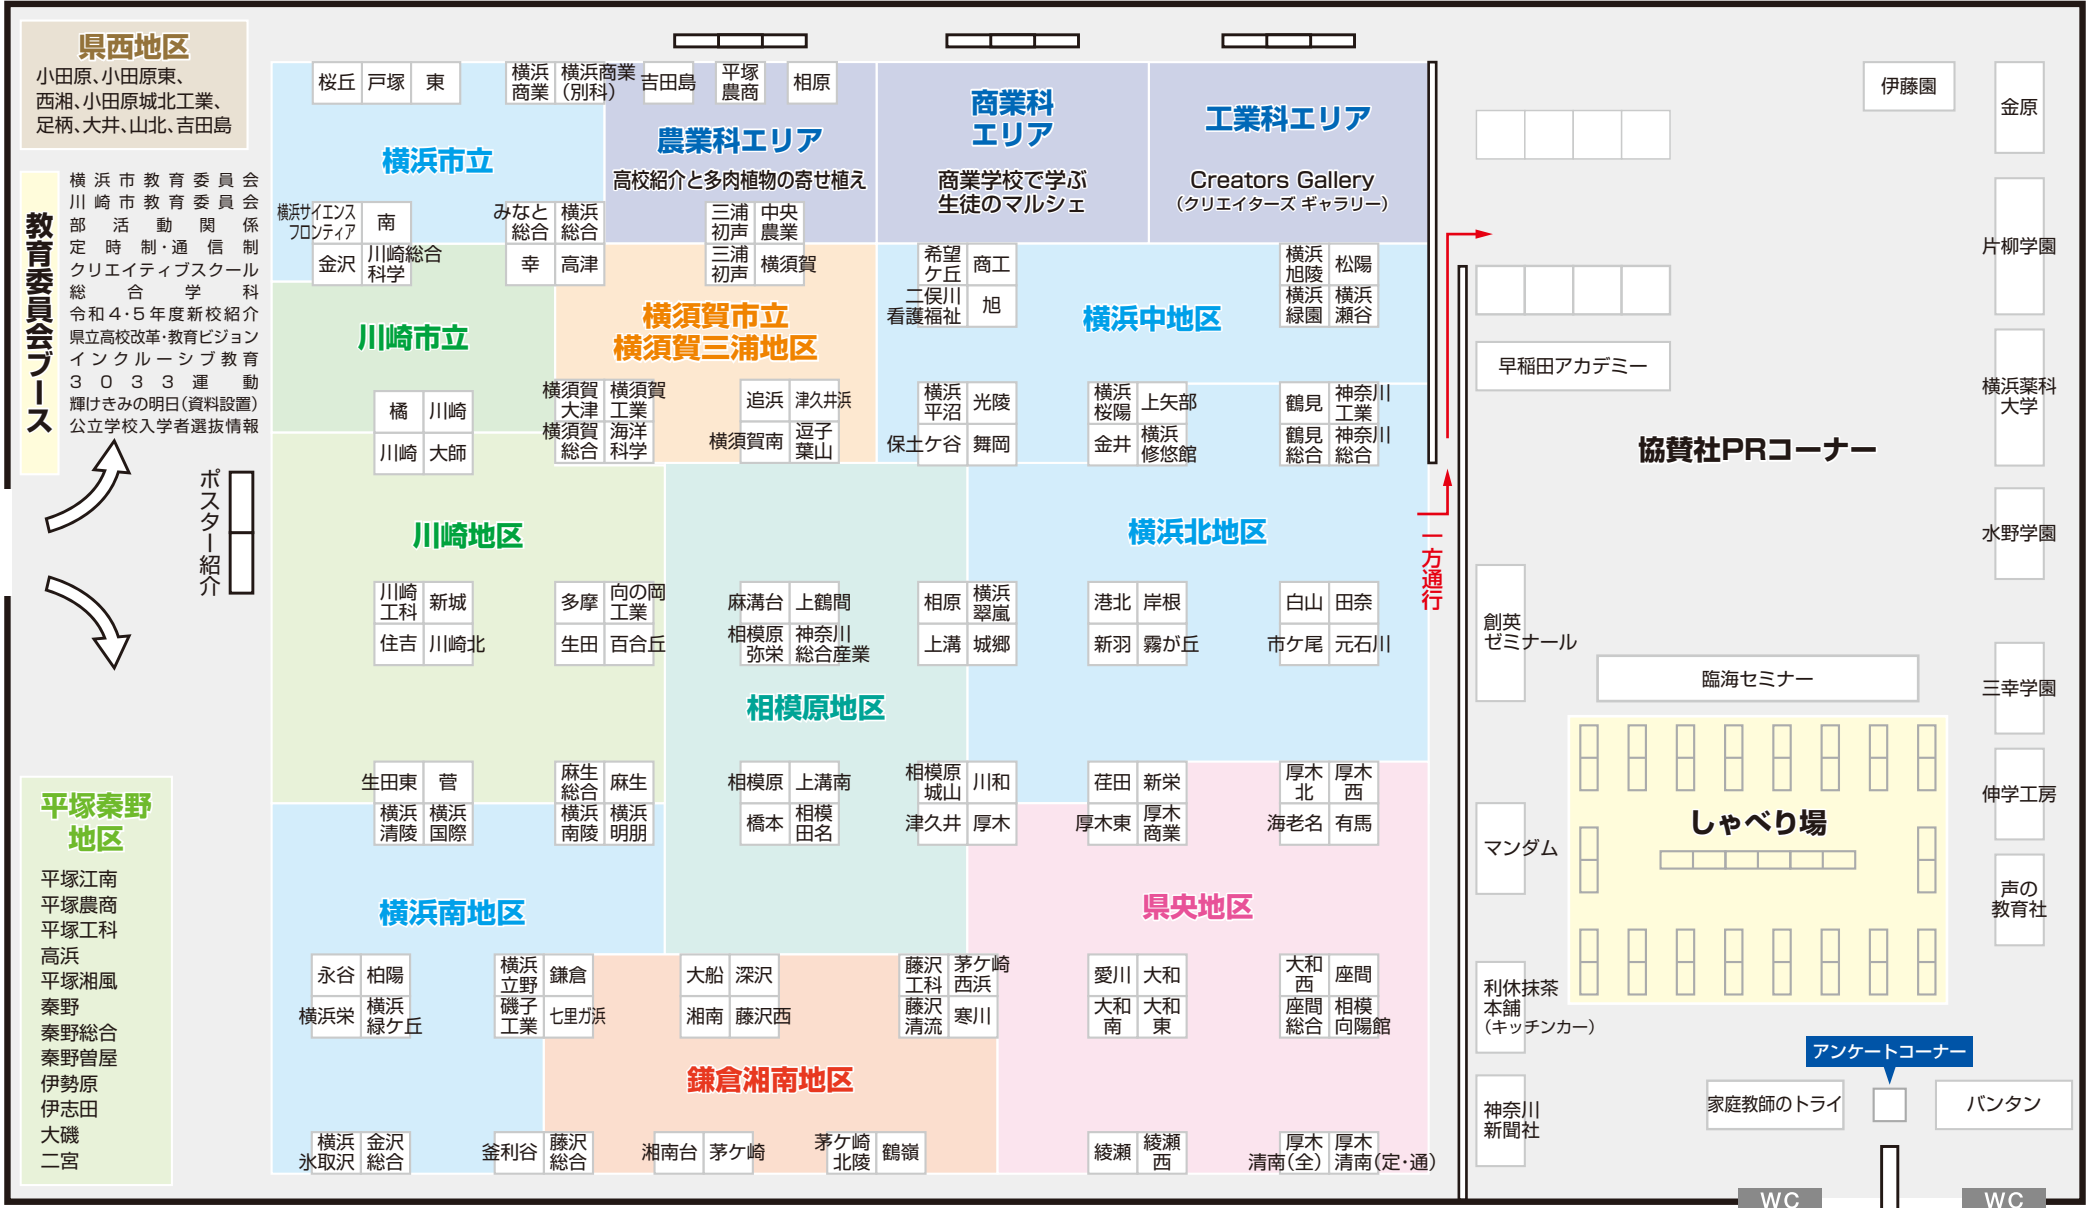 県西地区
小田原、小田原東、
西湘、小田原城北工業、
足柄、大井、山北、吉田島
教育委員会ブース
横浜市教育委員会
川崎市教育委員会
部活動関係
定時制・通信制
クリエイティブスクール
総合学科
令和4・5年度新校紹介
県立高校改革・教育ビジョン
インクルーシブ教育
3033運動
輝けきみの明日(資料設置)
公立学校入学者選抜情報
ポスター紹介
平塚秦野
地区
平塚江南
平塚農商
平塚工科
高浜
平塚湘風
秦野
秦野総合
秦野曽屋
伊勢原
伊志田
大磯
二宮
桜丘
戸塚
東
横浜
商業
横浜商業
(別科)
横浜市立
横浜サイエンス
フロンティア
南
みなと
総合
横浜
総合
金沢
川崎総合
科学
幸
高津
川崎市立
橘
川崎
川崎
大師
吉田島
平塚
農商
相原
農業科エリア
高校紹介と多肉植物の寄せ植え
三浦
初声
中央
農業
三浦
初声
横須賀
横須賀市立
横須賀三浦地区
横須賀
大津
横須賀
工業
横須賀
総合
海洋
科学
追浜
津久井浜
横須賀南
逗子
葉山
商業科
エリア
商業学校で学ぶ
生徒のマルシェ
工業科エリア
Creators Gallery
(クリエイターズ ギャラリー)
希望
ケ丘
商工
二俣川
看護福祉
旭
横浜
旭陵
松陽
横浜
緑園
横浜
瀬谷
横浜中地区
横浜
平沼
光陵
保土ケ谷
舞岡
横浜
桜陽
上矢部
金井
横浜
修悠館
鶴見
神奈川
工業
鶴見
総合
神奈川
総合
川崎地区
川崎
工科
新城
住吉
川崎北
多摩
向の岡
工業
生田
百合丘
生田東
菅
横浜
清陵
横浜
国際
麻生
総合
麻生
横浜
南陵
横浜
明朋
麻溝台
上鶴間
相模原
弥栄
神奈川
総合産業
相模原地区
相模原
上溝南
橋本
相模
田名
横浜北地区
相原
横浜
翠嵐
上溝
城郷
港北
岸根
新羽
霧が丘
白山
田奈
市ケ尾
元石川
相模原
城山
川和
津久井
厚木
荏田
新栄
厚木東
厚木
商業
厚木
北
厚木
西
海老名
有馬
横浜南地区
永谷
柏陽
横浜栄
横浜
緑ケ丘
横浜
立野
鎌倉
磯子
工業
七里ガ浜
横浜
氷取沢
金沢
総合
釜利谷
藤沢
総合
大船
深沢
湘南
藤沢西
藤沢
工科
茅ケ崎
西浜
藤沢
清流
寒川
鎌倉湘南地区
湘南台
茅ケ崎
茅ケ崎
北陵
鶴嶺
県央地区
愛川
大和
大和
南
大和
東
大和
西
座間
座間
総合
相模
向陽館
綾瀬
綾瀬
西
厚木
清南(全)
厚木
清南(定・通)
一方通行
伊藤園
金原
片柳学園
早稲田アカデミー
横浜薬科
大学
協賛社PRコーナー
水野学園
創英
ゼミナール
臨海セミナー
三幸学園
伸学工房
しゃべり場
マンダム
声の
教育社
利休抹茶
本舗
(キッチンカー)
アンケートコーナー
神奈川
新聞社
家庭教師のトライ
バンタン
WC
WC